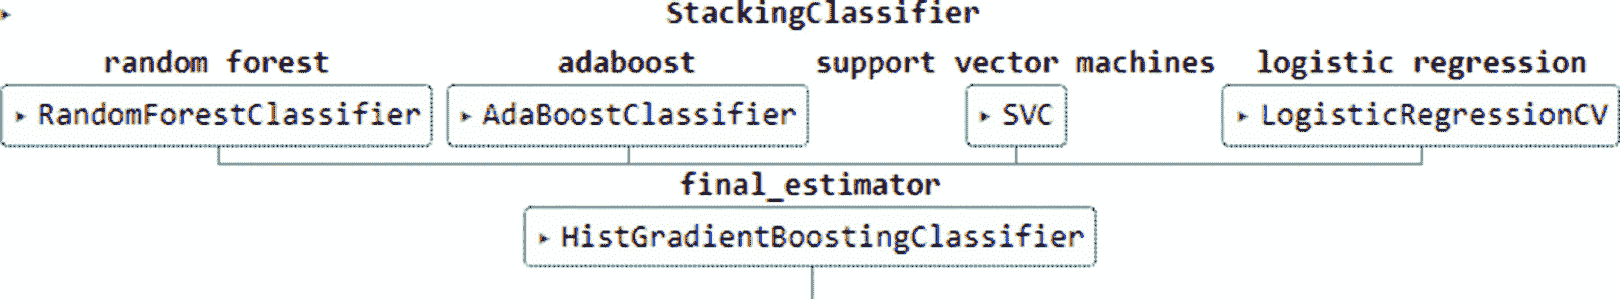 StackingClassifier
random forest adaboost support vector machines logistic regression
RandomForestClassifier AdaBoostClassifier SVC LogisticRegressionCV
final_estimator
HistGradientBoostingClassifier